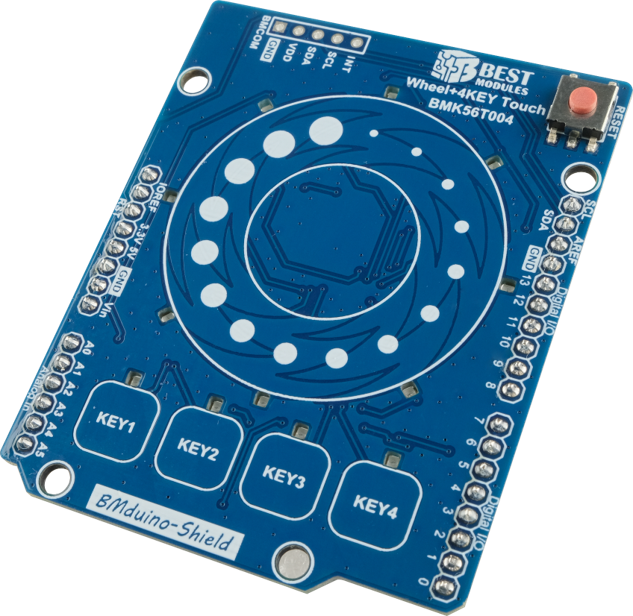 BMCOM
GND
VDD
SDA
SCL
INT
BEST
MODULES
Wheel+4KEY Touch
BMK56T004
RESET
IOREF
RST
3.3V
5V
GND
Vin
A0
A1
A2
A3
A4
A5
Analog In
SCL
SDA
AREF
GND
13
12
11
10
9
8
Digital I/O
7
6
5
4
3
2
1
0
Digital I/O
KEY1
KEY2
KEY3
KEY4
BMduino-Shield